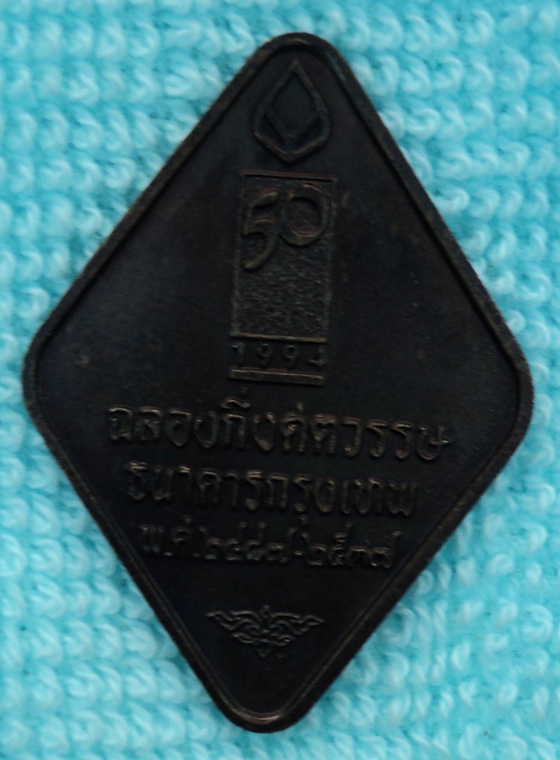 50
1994
ฉลองกึ่งศตวรรษ
ธนาคารกรุงเทพ
พ.ศ.๒๔๘๗-๒๕๓๗